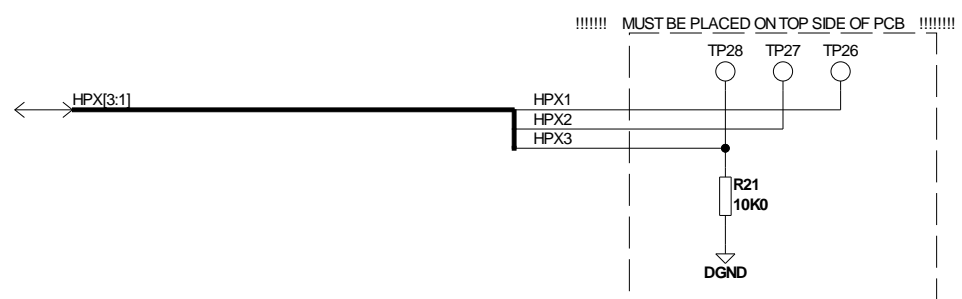 !!!!!!! MUST BE PLACED ON TOP SIDE OF PCB !!!!!!!!
TP28 TP27 TP26
HPX[3:1]
HPX1
HPX2
HPX3
R21
10K0
DGND